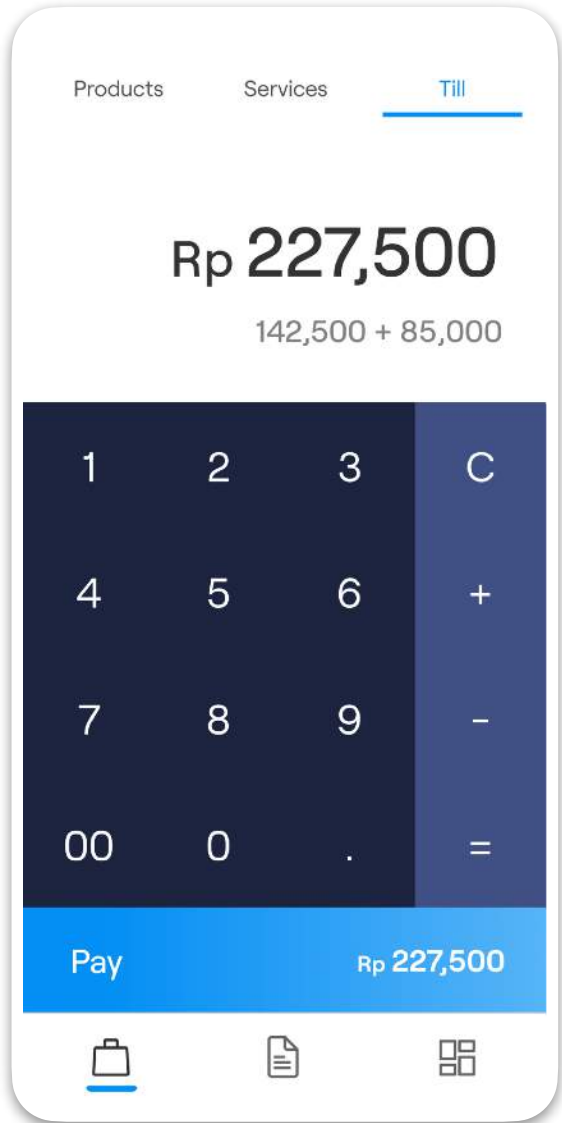 Products Services Till
Rp 227,500
142,500 + 85,000
1 2 3 C
4 5 6 +
7 8 9 -
00 0 . =
Pay Rp 227,500